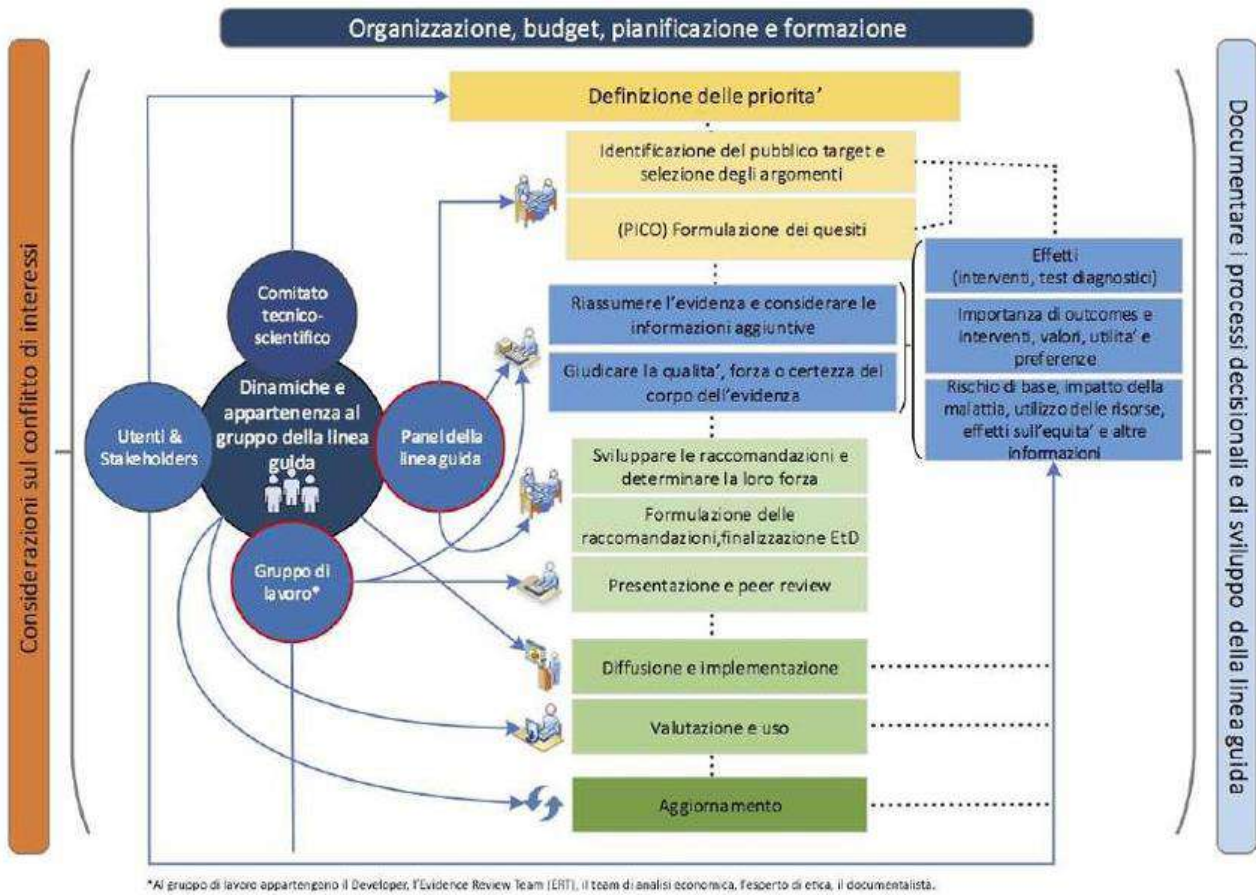 Organizzazione, budget, pianificazione e formazione
Considerazioni sul conflitto di interessi
Definizione delle priorita’
Identificazione del pubblico target e
selezione degli argomenti
(PICO) Formulazione dei quesiti
Comitato
tecnico-
scientifico
Dinamiche e
appartenenza al
gruppo della linea
guida
Utenti &
Stakeholders
Panel della
linea guida
Gruppo di
lavoro*
Riassumere l’evidenza e considerare le
informazioni aggiuntive
Giudicare la qualita’, forza o certezza del
corpo dell’evidenza
Effetti
(interventi, test diagnostici)
Importanza di outcomes e
interventi, valori, utilita’ e
preferenze
Rischio di base, impatto della
malattia, utilizzo delle risorse,
effetti sull’equita’ e altre
informazioni
Sviluppare le raccomandazioni e
determinare la loro forza
Formulazione delle
raccomandazioni,finalizzazione EtD
Presentazione e peer review
Diffusione e implementazione
Valutazione e uso
Aggiornamento
Documentare i processi decisionali e di sviluppo della linea guida
*Al gruppo di lavoro appartengono il Developer, l’Evidence Review Team (ERT), il team di analisi economica, l’esperto di etica, il documentalista.